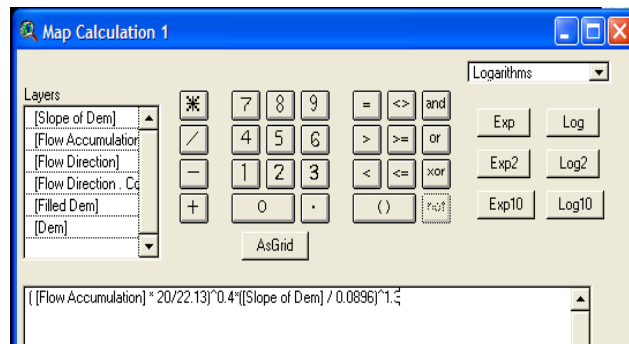 Map Calculation 1
Logarithms
Layers
[Slope of Dem]
[Flow Accumulation
[Flow Direction]
[Flow Direction . Co
[Filled Dem]
[Dem]
* 7 8 9 = <> and
/ 4 5 6 > >= or
- 1 2 3 < <= xor
+ 0 . () not
AsGrid
Exp Log
Exp2 Log2
Exp10 Log10
( [Flow Accumulation] * 20/22.13)^0.4*([Slope of Dem] / 0.0896)^1.3